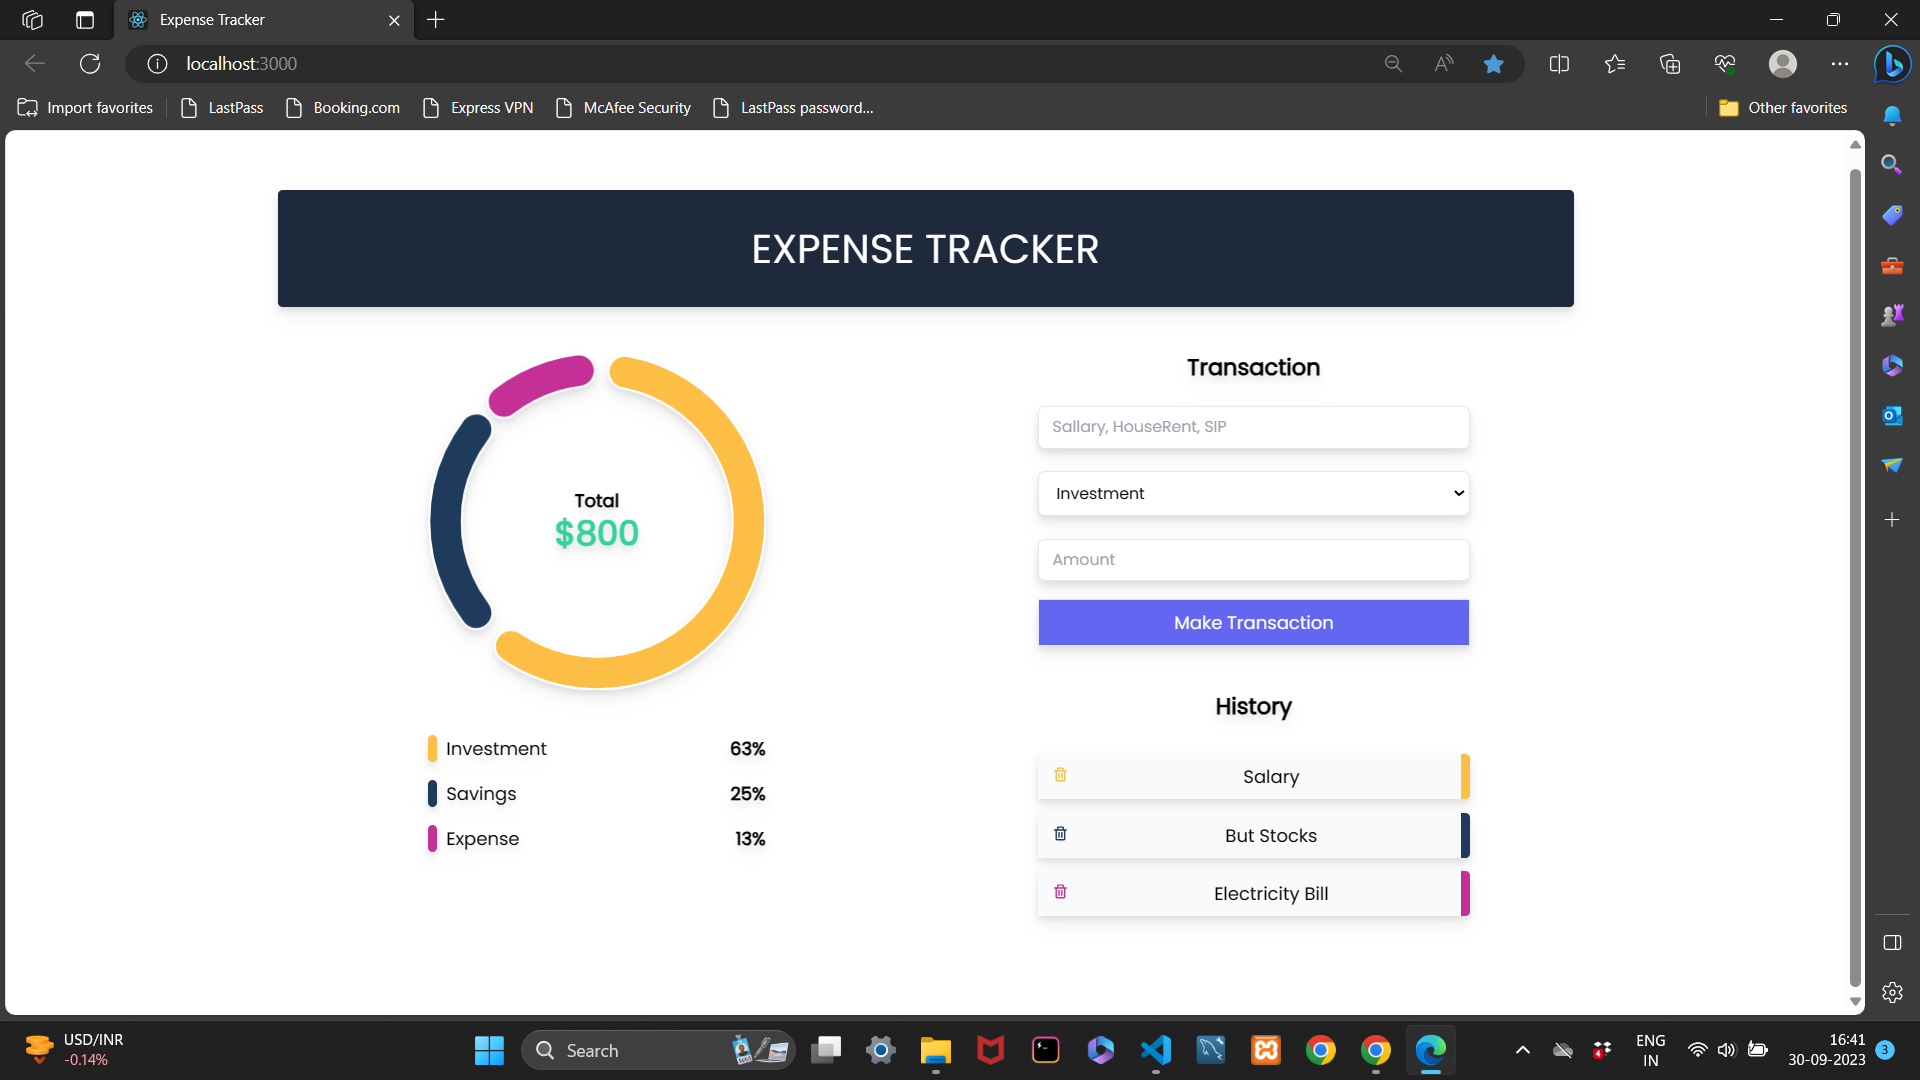 Expense Tracker
localhost:3000
Import favorites LastPass Booking.com Express VPN McAfee Security LastPass password... Other favorites
EXPENSE TRACKER
Total
$800
Investment 63%
Savings 25%
Expense 13%
Transaction
Sallary, HouseRent, SIP
Investment
Amount
Make Transaction
History
Salary
But Stocks
Electricity Bill
USD/INR
-0.14%
Search
4
ENG
IN
16:41
30-09-2023
3